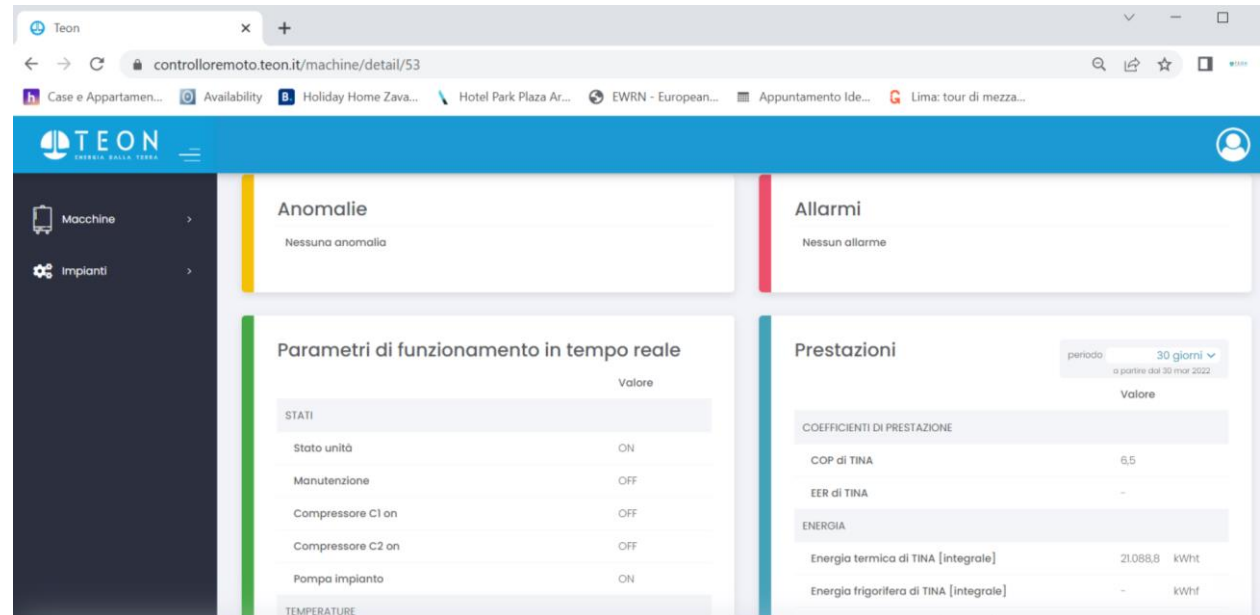 Teon
controlloremoto.teon.it/machine/detail/53
Case e Appartamen... Availability B. Holiday Home Zava... Hotel Park Plaza Ar... EWRN - European... Appuntamento Ide... Lima: tour di mezza...
TEON
ENERGIA DALLA TERRA
Macchine
Impianti
Anomalie
Nessuna anomalia
Allarmi
Nessun allarme
Parametri di funzionamento in tempo reale
Valore
STATI
Stato unità ON
Manutenzione OFF
Compressore C1 on OFF
Compressore C2 on OFF
Pompa impianto ON
TEMPERATURE
Prestazioni
periodo 30 giorni
a partire dal 30 mar 2022
Valore
COEFFICIENTI DI PRESTAZIONE
COP di TINA 6,5
EER di TINA -
ENERGIA
Energia termica di TINA [integrale] 21.088,8 kWht
Energia frigorifera di TINA [integrale] - kWhf